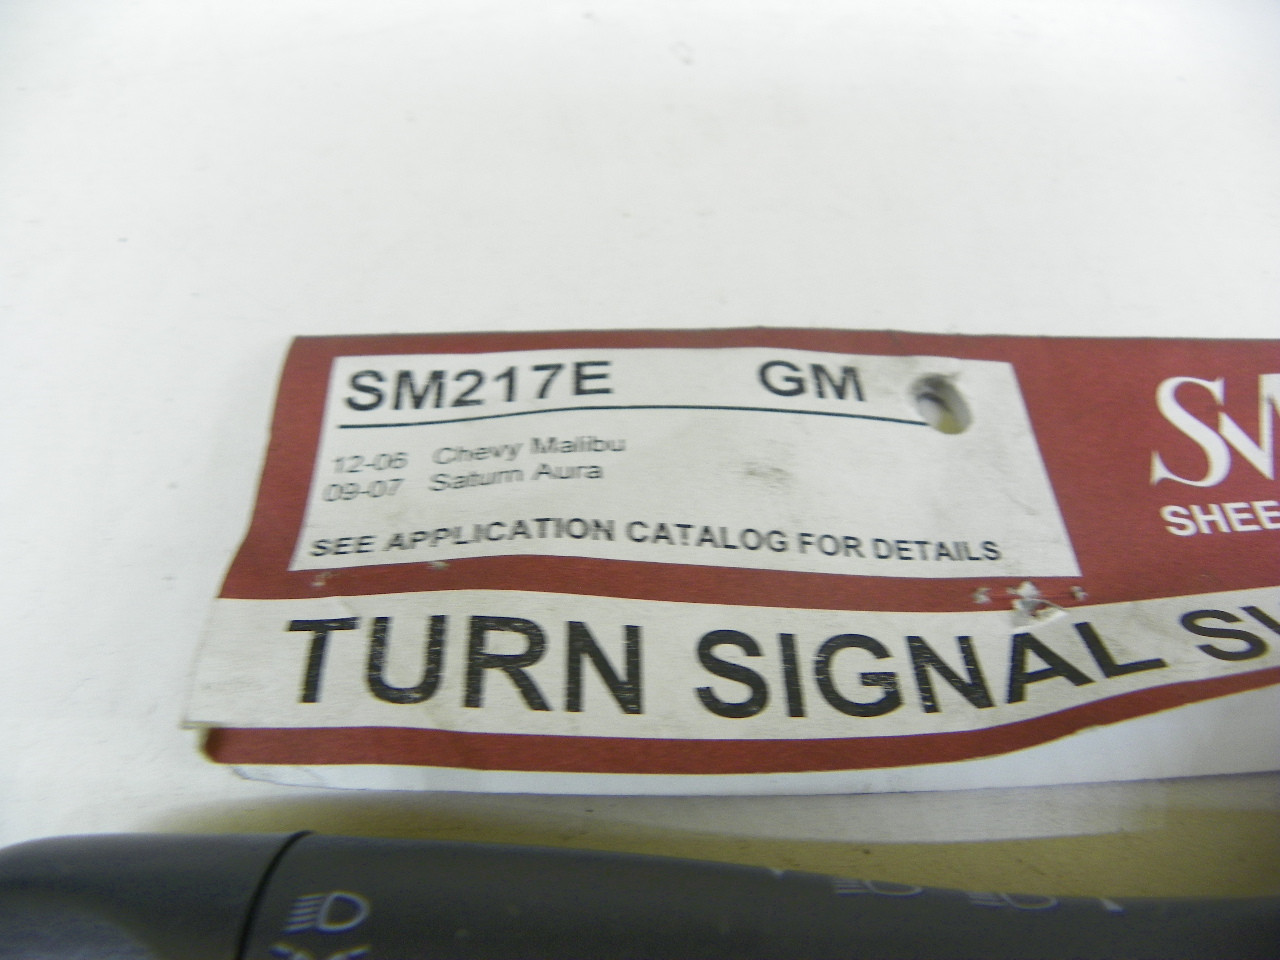 SM217E GM
12-06 Chevy Malibu
09-07 Saturn Aura
SEE APPLICATION CATALOG FOR DETAILS
TURN SIGNAL